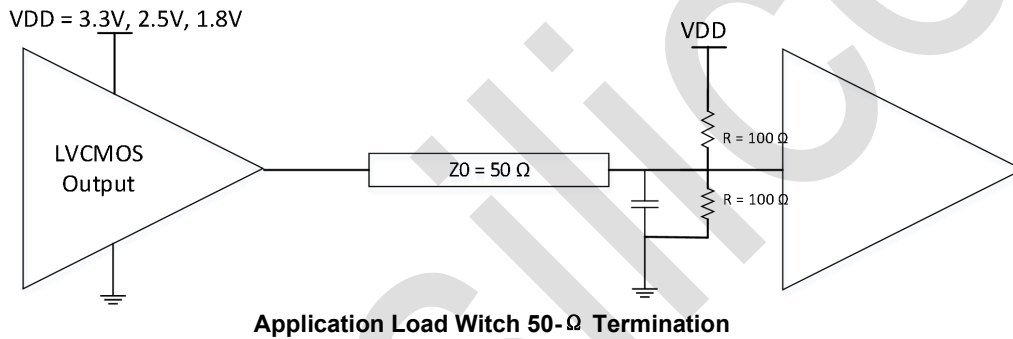 VDD = 3.3V, 2.5V, 1.8V
VDD
R = 100 Ω
LVCMOS
Output
Z0 = 50 Ω
R = 100 Ω
Application Load Witch 50-Ω Termination